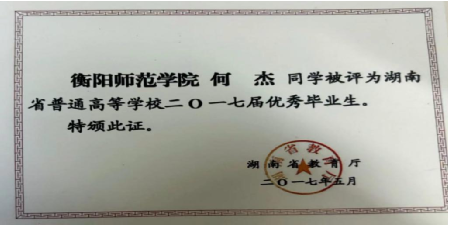 衡阳师范学院 何 杰 同学被评为湖南
省普通高等学校二〇一七届优秀毕业生。
特颁此证。
湖南省教育厅
二〇一七年五月